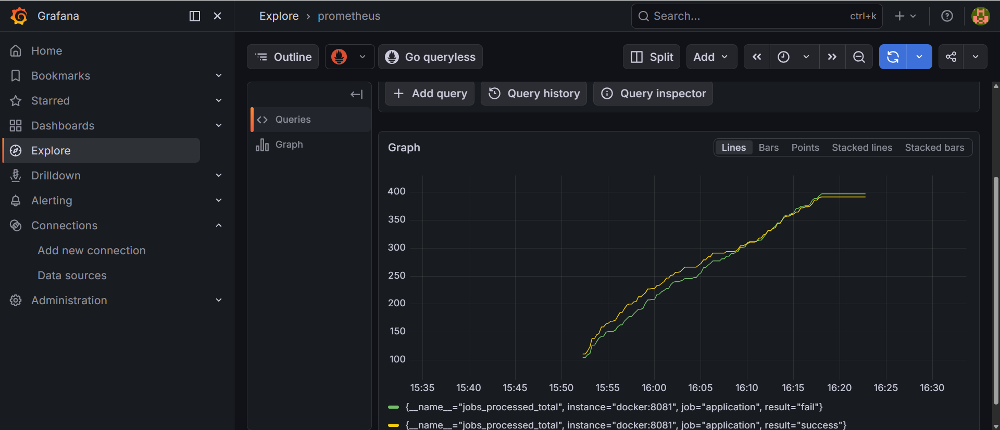 Grafana
Explore › prometheus
Search... ctrl+k
Home
Bookmarks
Starred
Dashboards
Explore
Drilldown
Alerting
Connections
Add new connection
Data sources
Administration
Outline
Go queryless
Split
Add
Queries
Graph
Add query
Query history
Query inspector
Graph
Lines Bars Points Stacked lines Stacked bars
400
350
300
250
200
150
100
15:35 15:40 15:45 15:50 15:55 16:00 16:05 16:10 16:15 16:20 16:25 16:30
{__name__="jobs_processed_total", instance="docker:8081", job="application", result="fail"}
{__name__="jobs_processed_total", instance="docker:8081", job="application", result="success"}